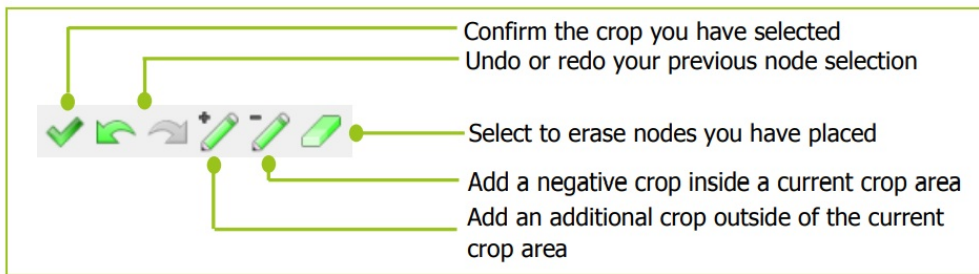 Confirm the crop you have selected
Undo or redo your previous node selection
Select to erase nodes you have placed
Add a negative crop inside a current crop area
Add an additional crop outside of the current
crop area